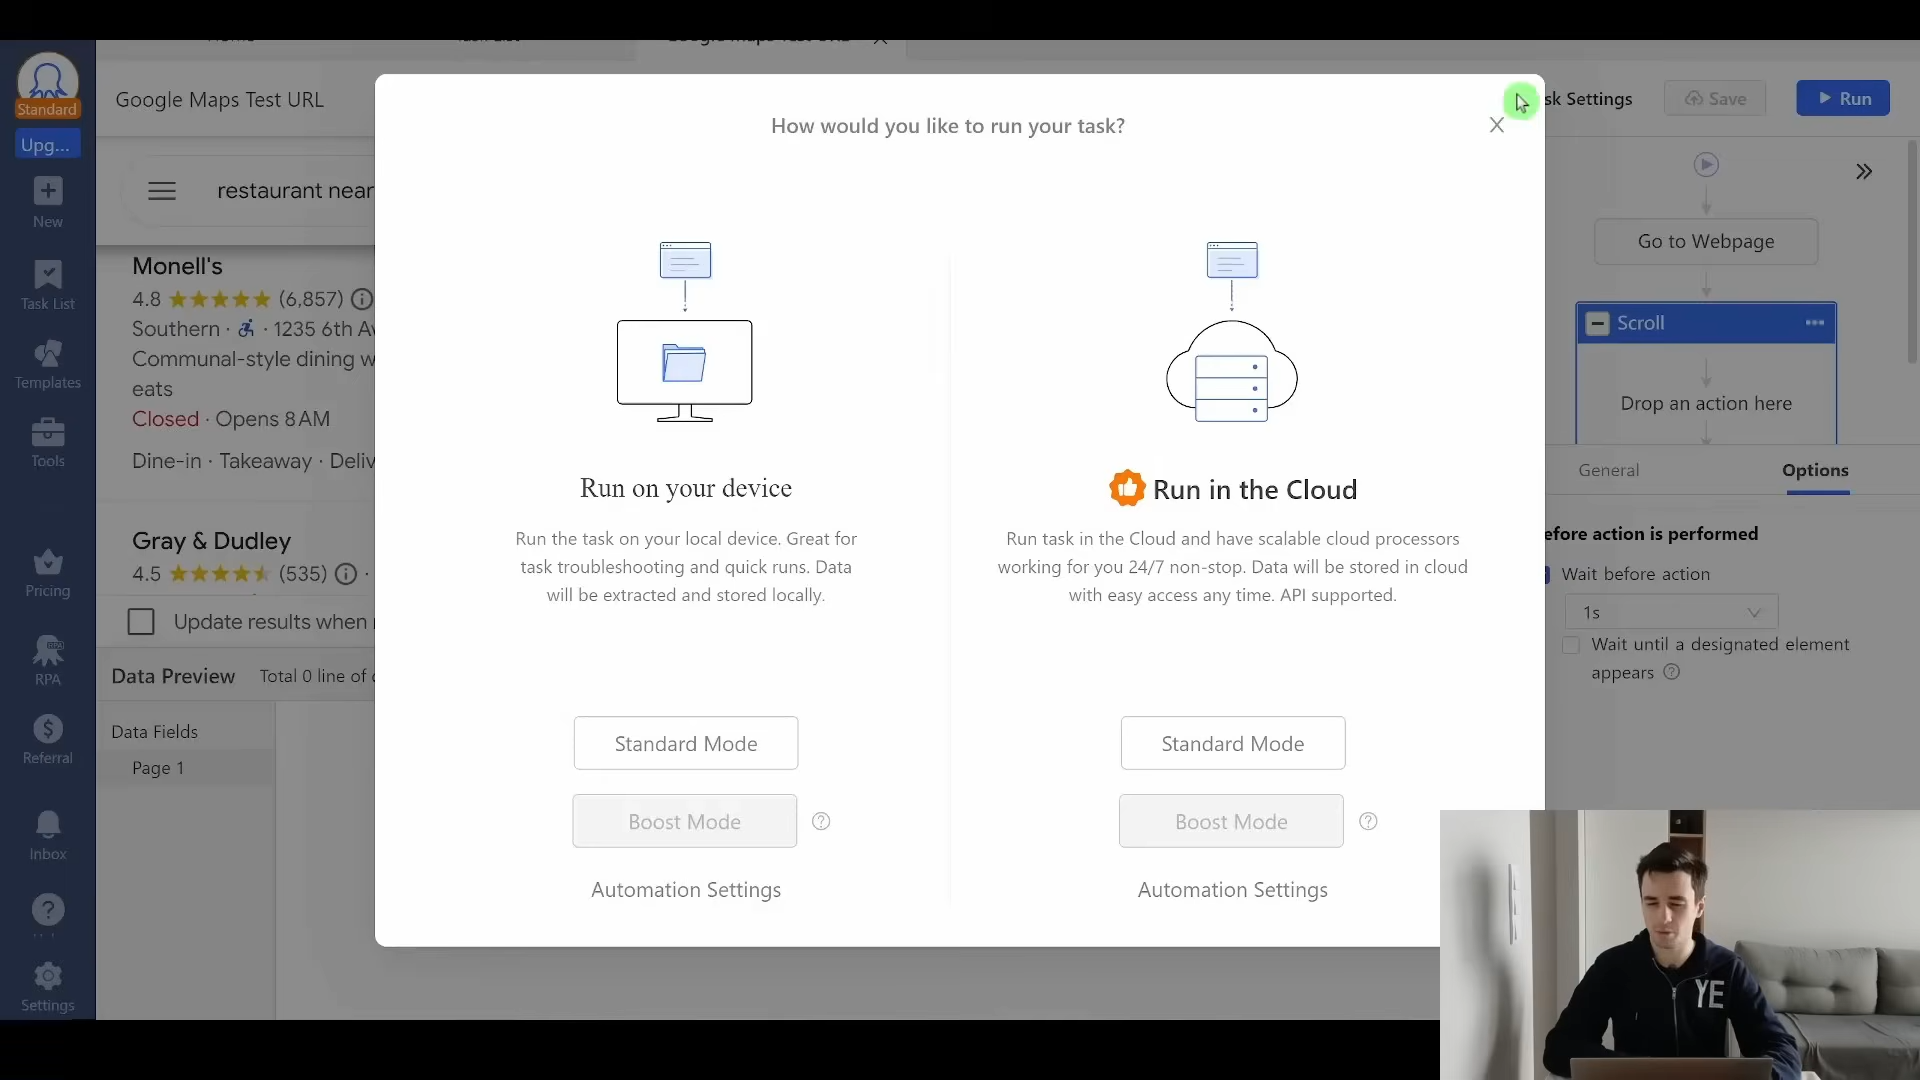 Standard
Upg...
New
Task List
Templates
Tools
Pricing
RPA
Referral
Inbox
Settings
Google Maps Test URL
sk Settings
Save
Run
restaurant near
Monell's
4.8 (6,857)
Southern · · 1235 6th Av
Communal-style dining w
eats
Closed · Opens 8 AM
Dine-in · Takeaway · Deliv
Gray & Dudley
4.5 (535) ·
Update results when
Data Preview Total 0 line of
Data Fields
Page 1
How would you like to run your task?
X
Run on your device
Run the task on your local device. Great for
task troubleshooting and quick runs. Data
will be extracted and stored locally.
Standard Mode
Boost Mode
Automation Settings
Run in the Cloud
Run task in the Cloud and have scalable cloud processors
working for you 24/7 non-stop. Data will be stored in cloud
with easy access any time. API supported.
Standard Mode
Boost Mode
Automation Settings
Go to Webpage
Scroll
Drop an action here
General
Options
efore action is performed
Wait before action
1s
Wait until a designated element
appears
YE